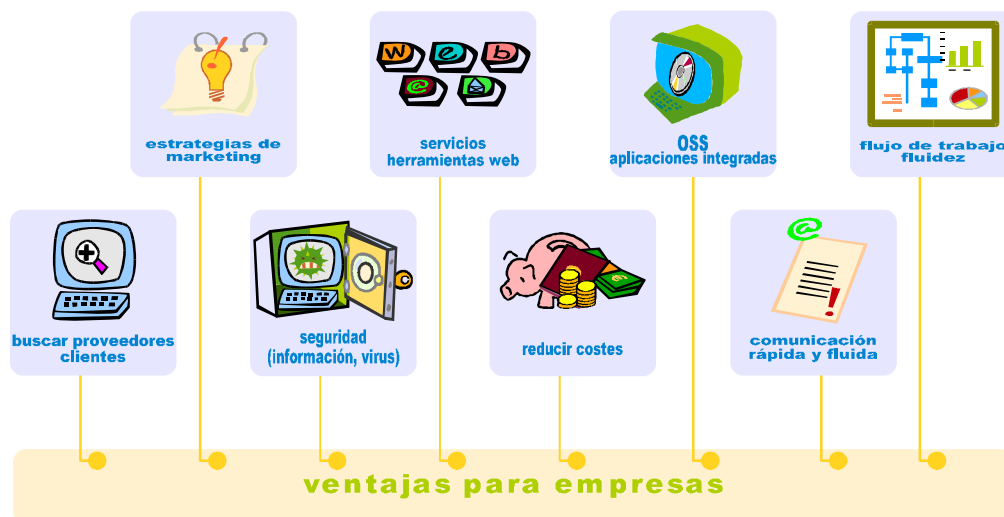 estrategias de
marketing
w e b
@
servicios
herramientas web
OSS
aplicaciones integradas
flujo de trabajo
fluidez
buscar proveedores
clientes
seguridad
(información, virus)
reducir costes
@
comunicación
rápida y fluida
ventajas para empresas